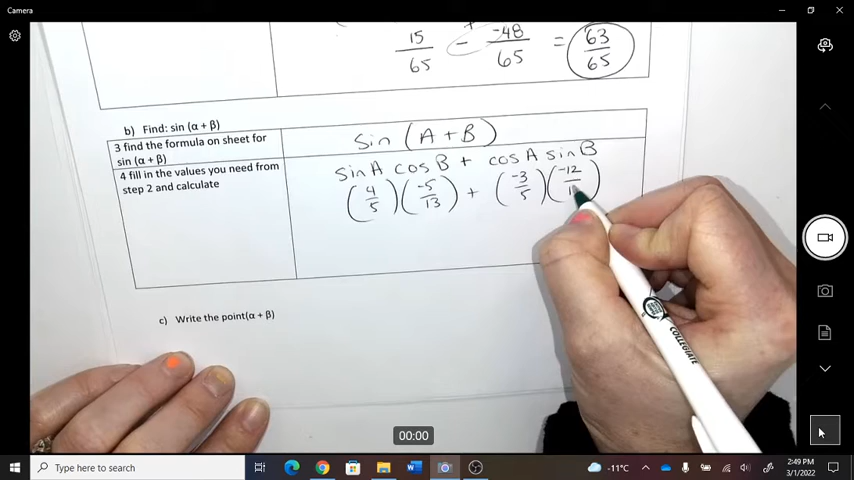 Camera
15/65 - -48/65 = 63/65
b) Find: sin (α + β)
3 find the formula on sheet for
sin (α + β)
sin (A + B)
4 fill in the values you need from
step 2 and calculate
sin A cos B + cos A sin B
(4/5)(-5/13) + (-3/5)(-12/1
c) Write the point(α + β)
COLLEGIATE
00:00
Type here to search
-11°C
2:49 PM
3/1/2022